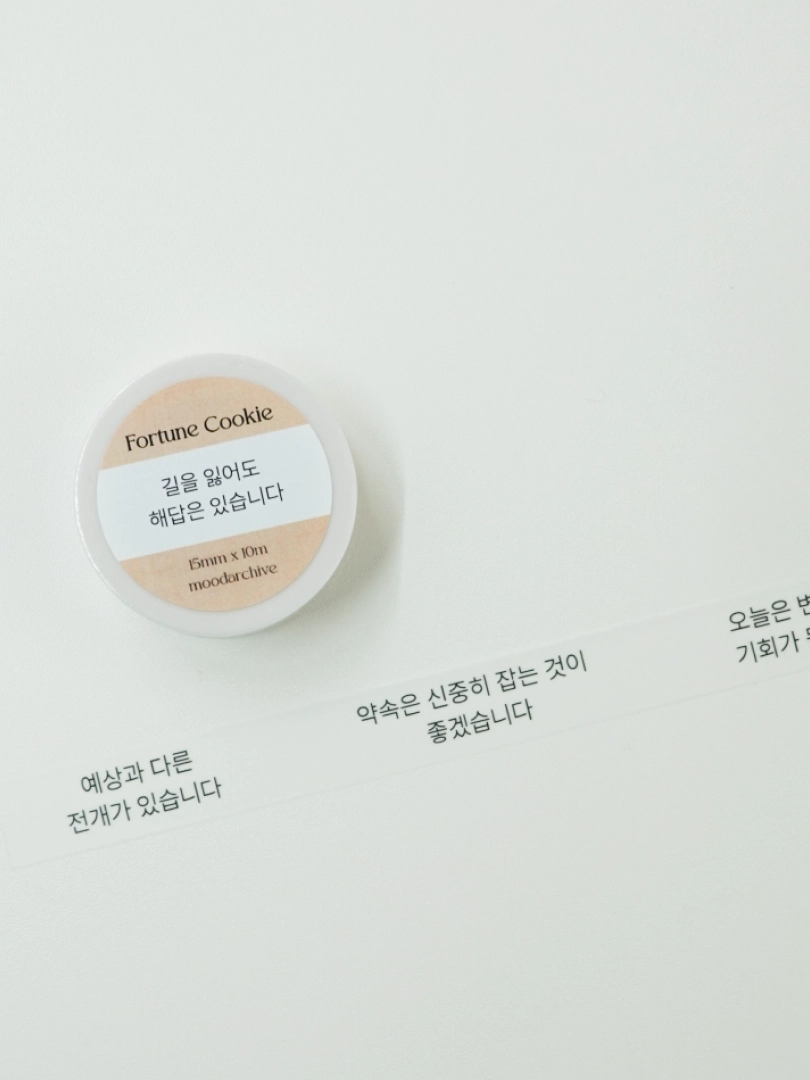 Fortune Cookie
길을 잃어도
해답은 있습니다
15mm x 10m
moodarchive
예상과 다른
전개가 있습니다
약속은 신중히 잡는 것이
좋겠습니다
오늘은
기회가